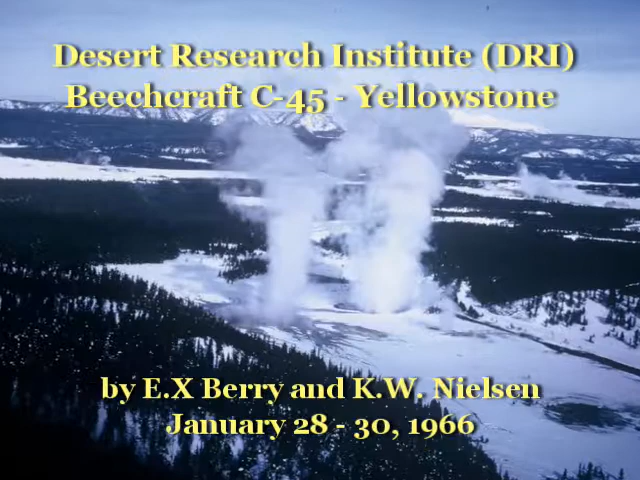 Desert Research Institute (DRI)
Beechcraft C-45 - Yellowstone
by E.X Berry and K.W. Nielsen
January 28 - 30, 1966